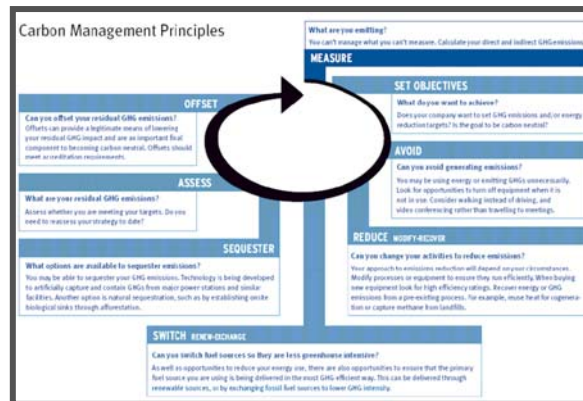 Carbon Management Principles
What are you emitting?
You can't manage what you can't measure. Calculate your direct and indirect GHG emissions.
MEASURE
SET OBJECTIVES
What do you want to achieve?
Does your company want to set GHG emissions and/or energy
reduction targets? Is the goal to be carbon neutral?
AVOID
Can you avoid generating emissions?
You may be using energy or emitting GHGs unnecessarily.
Look for opportunities to turn off equipment when it is
not in use. Consider walking instead of driving, and
video conferencing rather than travelling to meetings.
REDUCE MODIFY-RECOVER
Can you change your activities to reduce emissions?
Your approach to emissions reduction will depend on your circumstances.
Modify processes or equipment to ensure they run efficiently. When buying
new equipment look for high efficiency ratings. Recover energy or GHG
emissions from a pre-existing process. For example, reuse heat for cogenera-
tion or capture methane from landfills.
SWITCH RENEW-EXCHANGE
Can you switch fuel sources so they are less greenhouse intensive?
As well as opportunities to reduce your energy use, there are also opportunities to ensure that the primary
fuel source you are using is being delivered in the most GHG efficient way. This can be delivered through
renewable sources, or by exchanging fossil fuel sources to lower GHG intensity.
SEQUESTER
What options are available to sequester emissions?
You may be able to sequester your GHG emissions. Technology is being developed
to artificially capture and contain GHGs from major power stations and similar
facilities. Another option is natural sequestration, such as by establishing onsite
biological sinks through afforestation.
ASSESS
What are your residual GHG emissions?
Assess whether you are meeting your targets. Do you
need to reassess your strategy to date?
OFFSET
Can you offset your residual GHG emissions?
Offsets can provide a legitimate means of lowering
your residual GHG impact and are an important final
component to becoming carbon neutral. Offsets should
meet accreditation requirements.